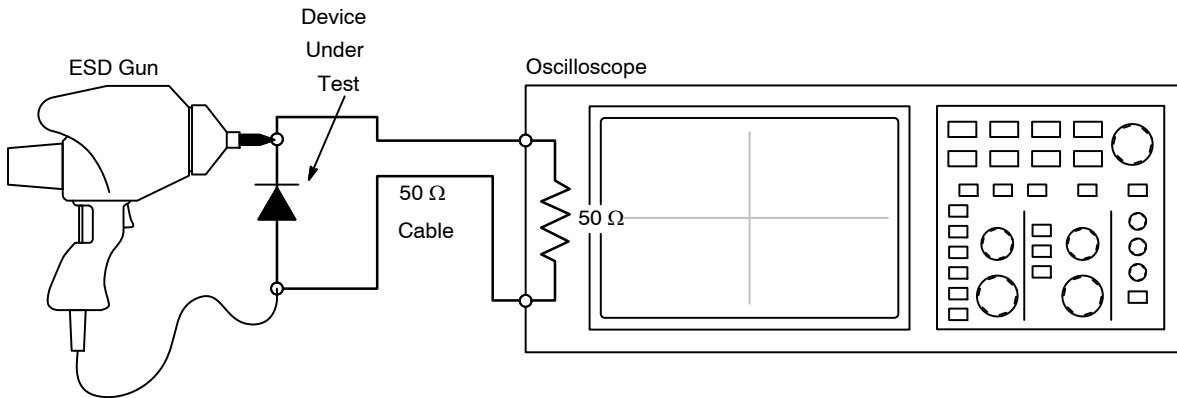 Device
Under
Test
ESD Gun
Oscilloscope
50 Ω
Cable
50 Ω